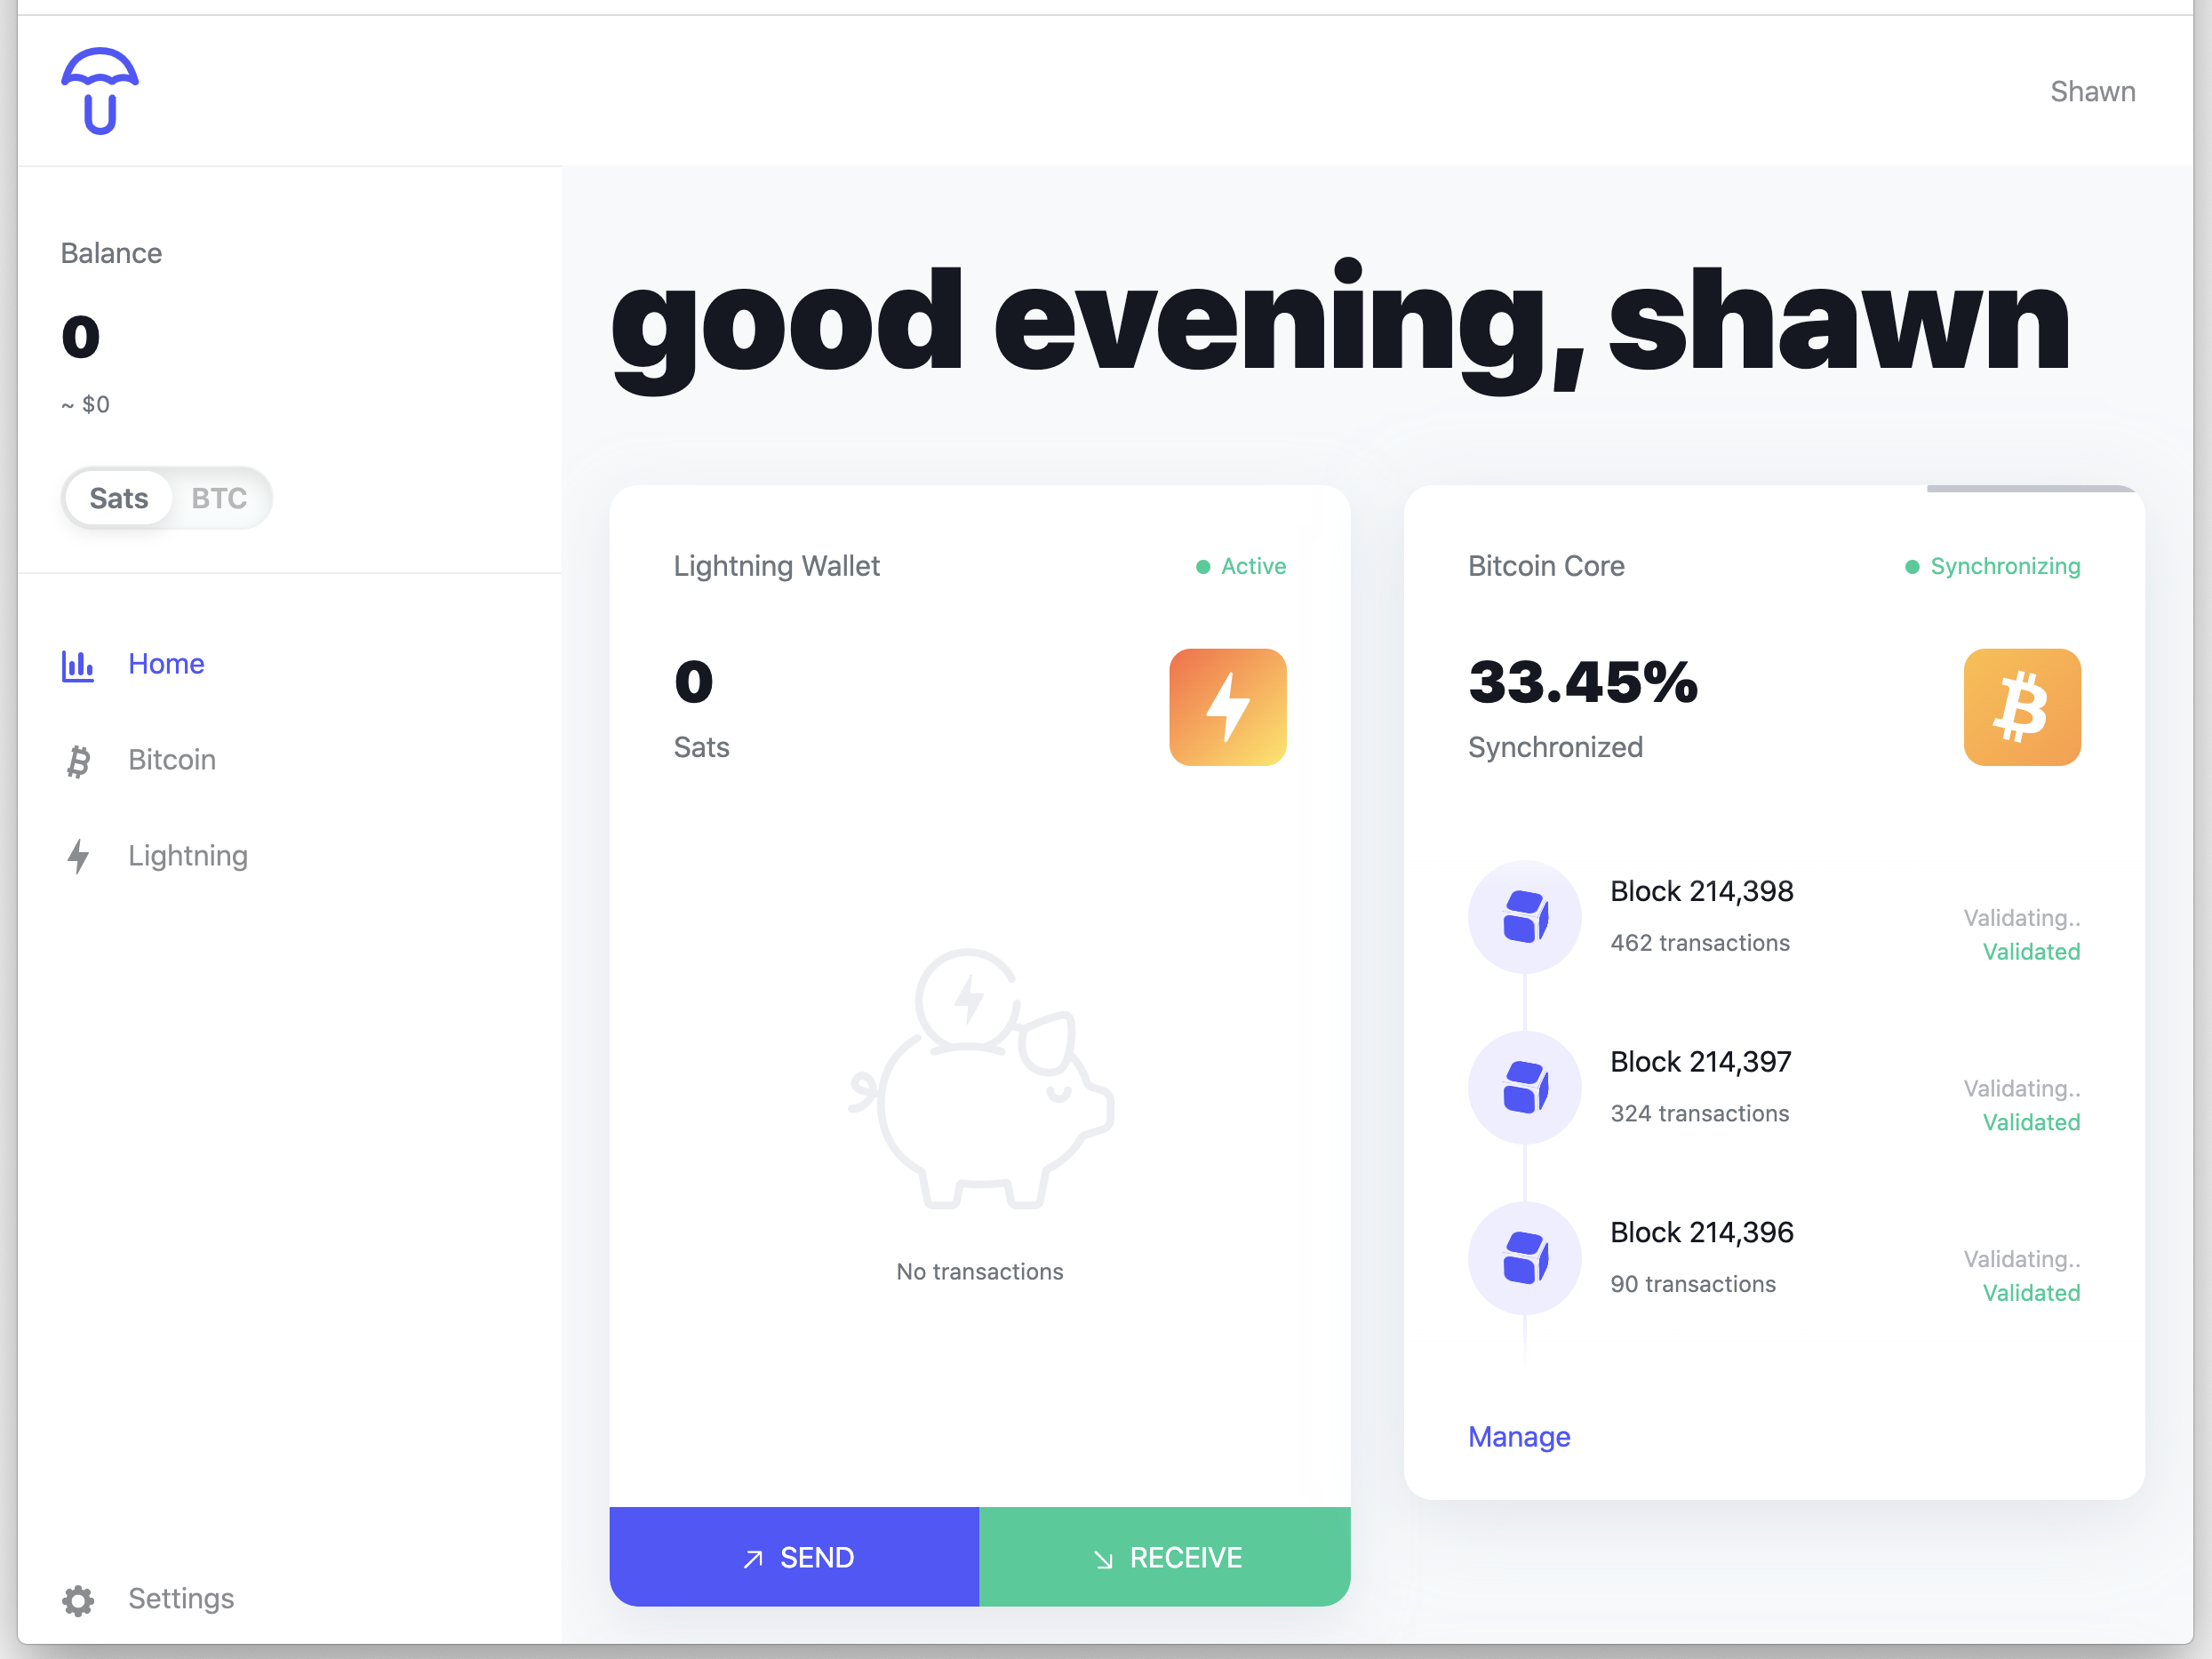 Shawn
Balance
0
~ $0
Sats BTC
Home
Bitcoin
Lightning
Settings
good evening, shawn
Lightning Wallet
Active
0
Sats
No transactions
SEND
RECEIVE
Bitcoin Core
Synchronizing
33.45%
Synchronized
Block 214,398
462 transactions
Validating..
Validated
Block 214,397
324 transactions
Validating..
Validated
Block 214,396
90 transactions
Validating..
Validated
Manage